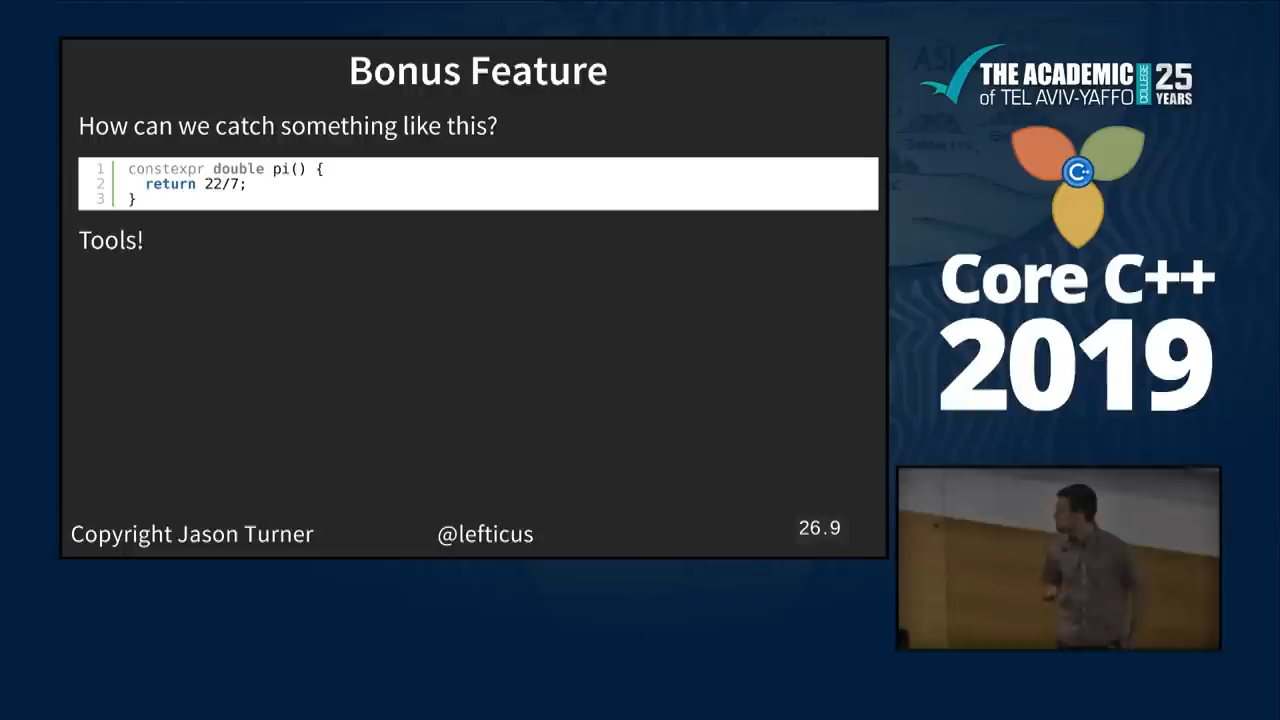 Bonus Feature
How can we catch something like this?
1 constexpr double pi() {
2 return 22/7;
3 }
Tools!
Copyright Jason Turner
@lefticus
26.9
THE ACADEMIC
of TEL AVIV-YAFFO
COLLEGE
25
YEARS
C++
Core C++
2019